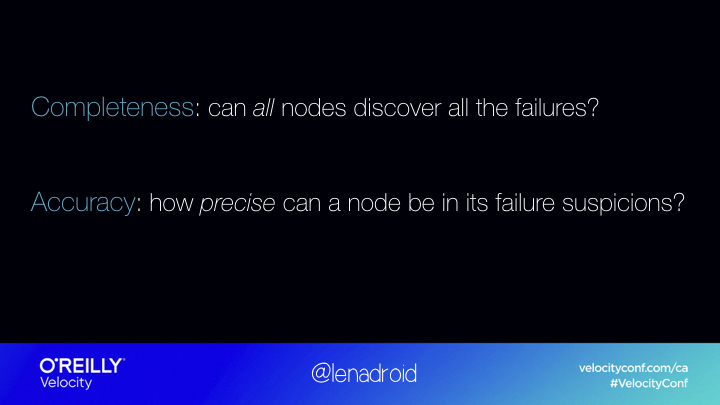 Completeness: can all nodes discover all the failures?
Accuracy: how precise can a node be in its failure suspicions?
O'REILLY®
Velocity
@lenadroid
velocityconf.com/ca
#VelocityConf